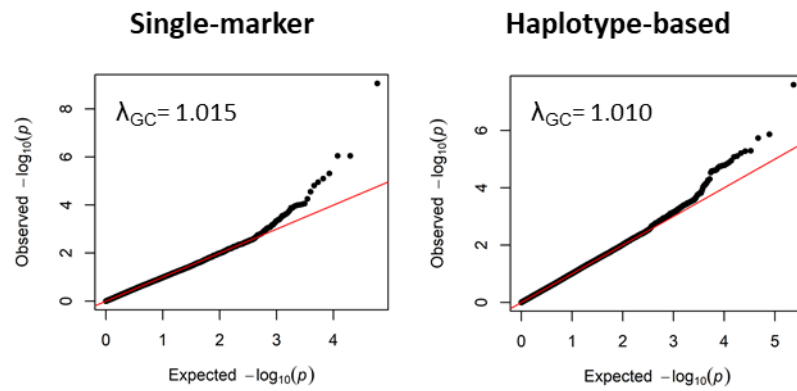 Single-marker
Haplotype-based
λGC= 1.015
λGC= 1.010
Observed −log10(p)
8
6
4
2
0
0 1 2 3 4
Expected −log10(p)
Observed −log10(p)
6
4
2
0
0 1 2 3 4 5
Expected −log10(p)